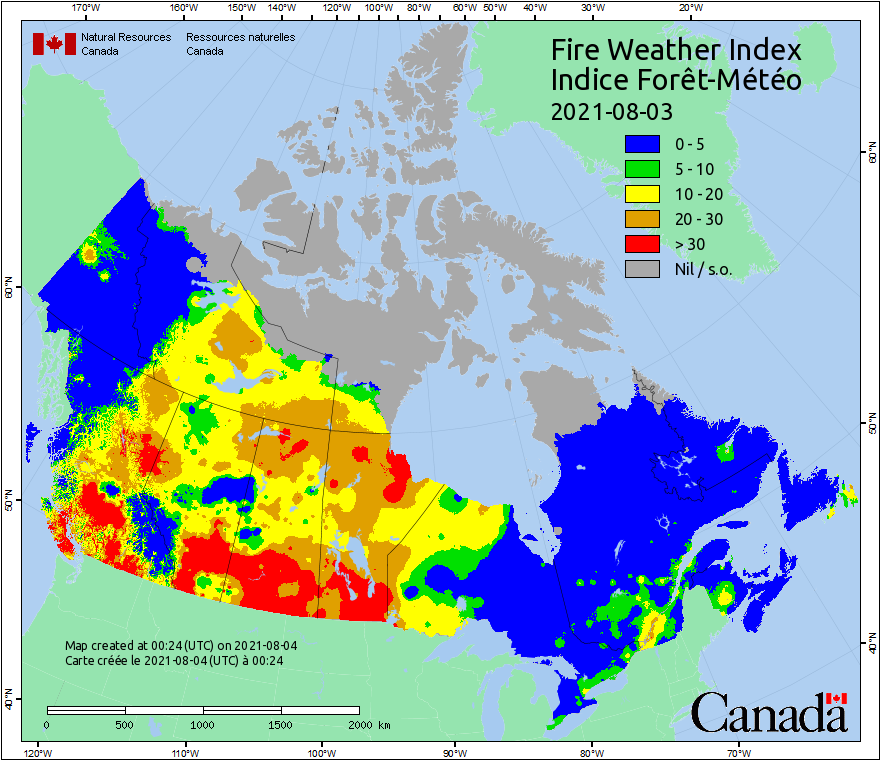 170°W 160°W 150°W 140°W 130°W 120°W 110°W 100°W 80°W 60°W 50°W 40°W 30°W 20°W
Natural Resources Ressources naturelles
Canada Canada
Fire Weather Index
Indice Forêt-Météo
2021-08-03
0 - 5
5 - 10
10 - 20
20 - 30
> 30
Nil / s.o.
60°N
60°N
50°N
50°N
40°N
40°N
Map created at 00:24 (UTC) on 2021-08-04
Carte créée le 2021-08-04 (UTC) à 00:24
0 500 1000 1500 2000 km
Canada
120°W 110°W 100°W 90°W 80°W 70°W